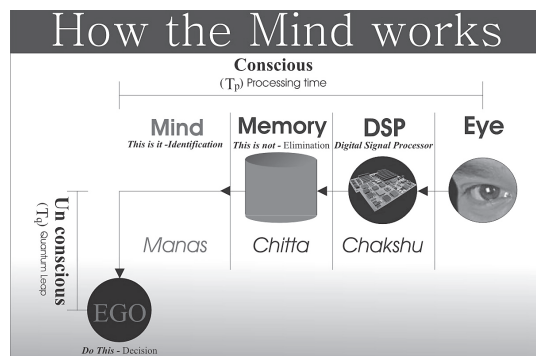 How the Mind works
Conscious
(Tp) Processing time
Mind Memory DSP Eye
This is it -Identification This is not - Elimination Digital Signal Processor
Un conscious
(Tq) Quantum Leap
Manas Chitta Chakshu
EGO
Do This - Decision